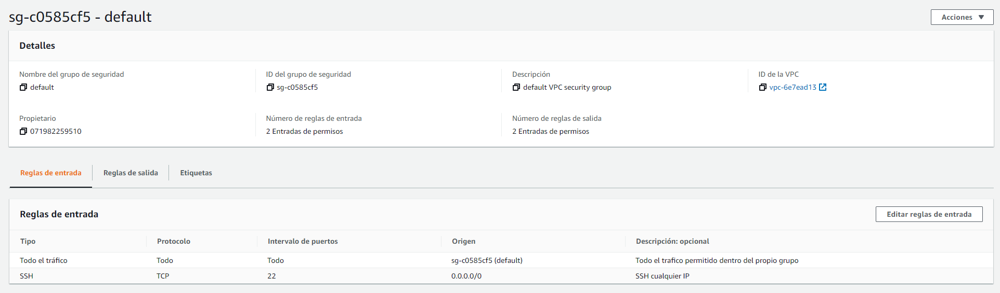 sg-c0585cf5 - default
Acciones
Detalles
Nombre del grupo de seguridad
default
ID del grupo de seguridad
sg-c0585cf5
Descripción
default VPC security group
ID de la VPC
vpc-6e7ead13
Propietario
071982259510
Número de reglas de entrada
2 Entradas de permisos
Número de reglas de salida
2 Entradas de permisos
Reglas de entrada
Reglas de salida
Etiquetas
Reglas de entrada
Editar reglas de entrada
Tipo Protocolo Intervalo de puertos Origen Descripción: opcional
Todo el tráfico Todo Todo sg-c0585cf5 (default) Todo el trafico permitido dentro del propio grupo
SSH TCP 22 0.0.0.0/0 SSH cualquier IP